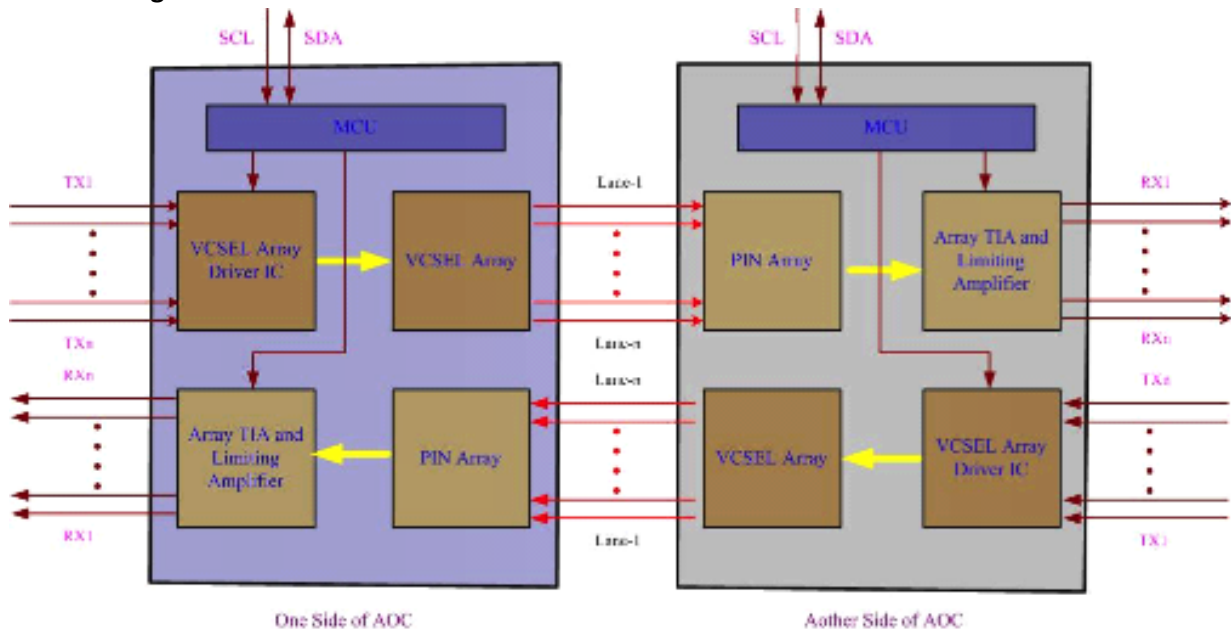 SCL
SDA
SCL
SDA
MCU
MCU
TX1
Lane-1
RX1
VCSEL Array
Driver IC
VCSEL Array
PIN Array
Array TIA and
Limiting
Amplifier
TXn
Lane-n
RXn
RXn
Lane-n
TXn
Array TIA and
Limiting
Amplifier
PIN Array
VCSEL Array
VCSEL Array
Driver IC
RX1
Lane-1
TX1
One Side of AOC
Aother Side of AOC